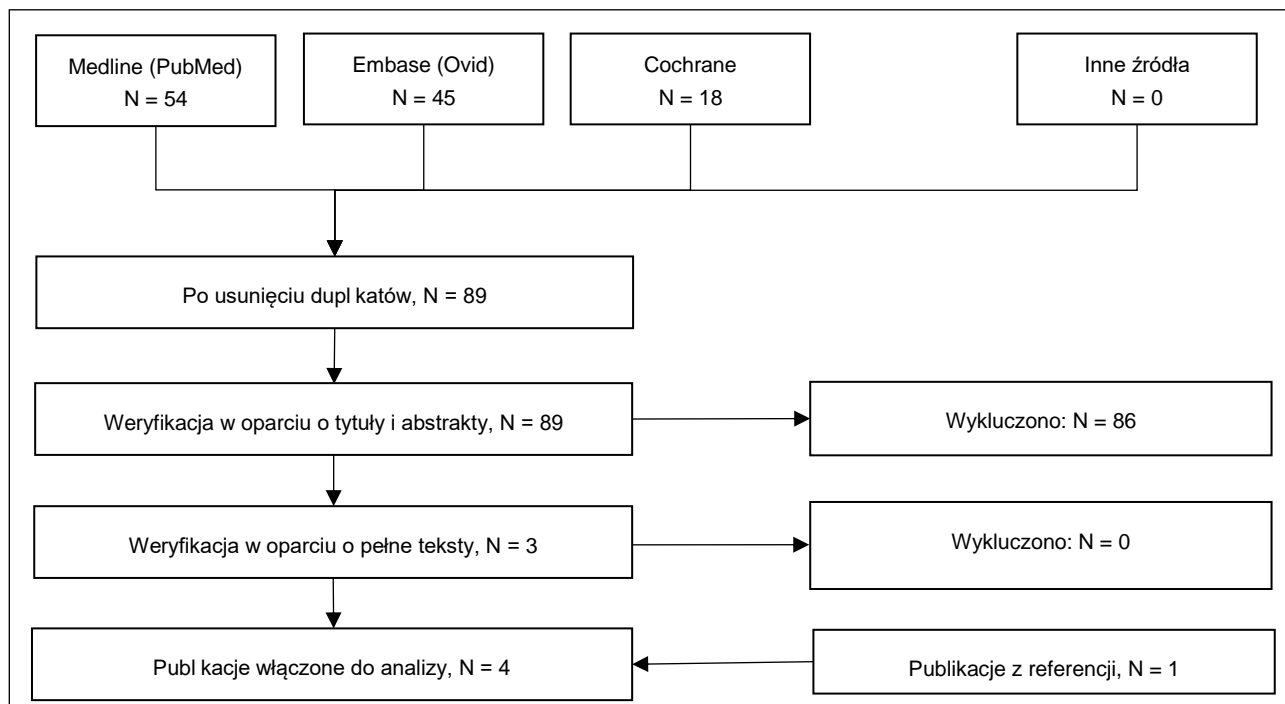 Medline (PubMed)
N = 54
Embase (Ovid)
N = 45
Cochrane
N = 18
Inne źródła
N = 0
Po usunięciu dupl katów, N = 89
Weryfikacja w oparciu o tytuły i abstrakty, N = 89
Wykluczono: N = 86
Weryfikacja w oparciu o pełne teksty, N = 3
Wykluczono: N = 0
Publ kacje włączone do analizy, N = 4
Publikacje z referencji, N = 1